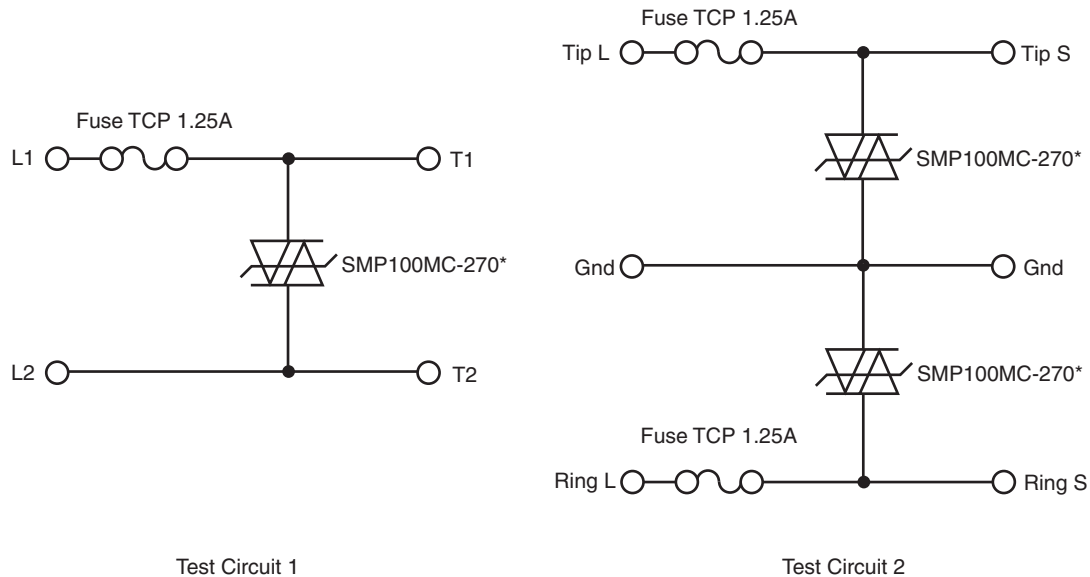 Fuse TCP 1.25A
L1
T1
SMP100MC-270*
L2
T2
Test Circuit 1
Fuse TCP 1.25A
Tip L
Tip S
SMP100MC-270*
Gnd
Gnd
SMP100MC-270*
Fuse TCP 1.25A
Ring L
Ring S
Test Circuit 2